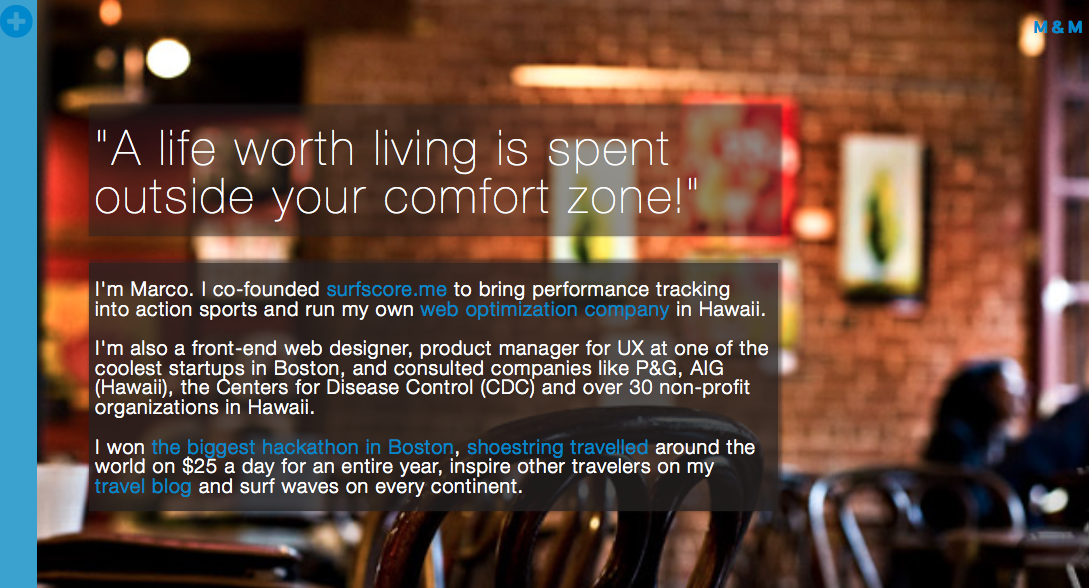 M & M
"A life worth living is spent
outside your comfort zone!"
I'm Marco. I co-founded surfscore.me to bring performance tracking
into action sports and run my own web optimization company in Hawaii.
I'm also a front-end web designer, product manager for UX at one of the
coolest startups in Boston, and consulted companies like P&G, AIG
(Hawaii), the Centers for Disease Control (CDC) and over 30 non-profit
organizations in Hawaii.
I won the biggest hackathon in Boston, shoestring travelled around the
world on $25 a day for an entire year, inspire other travelers on my
travel blog and surf waves on every continent.